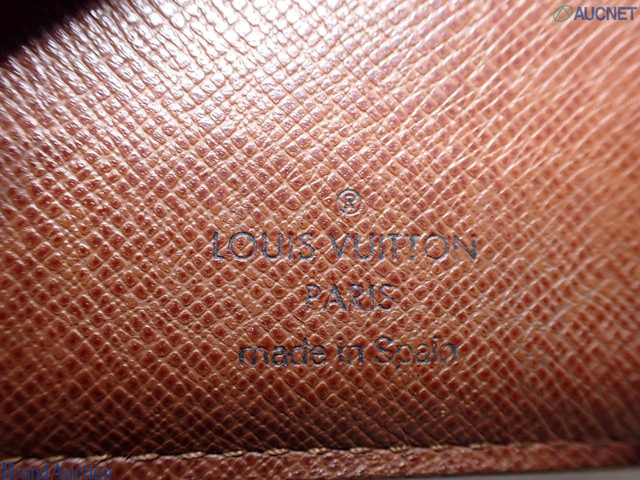 AUCNET
®
LOUIS VUITTON
PARIS
made in Spain
Brand Auction